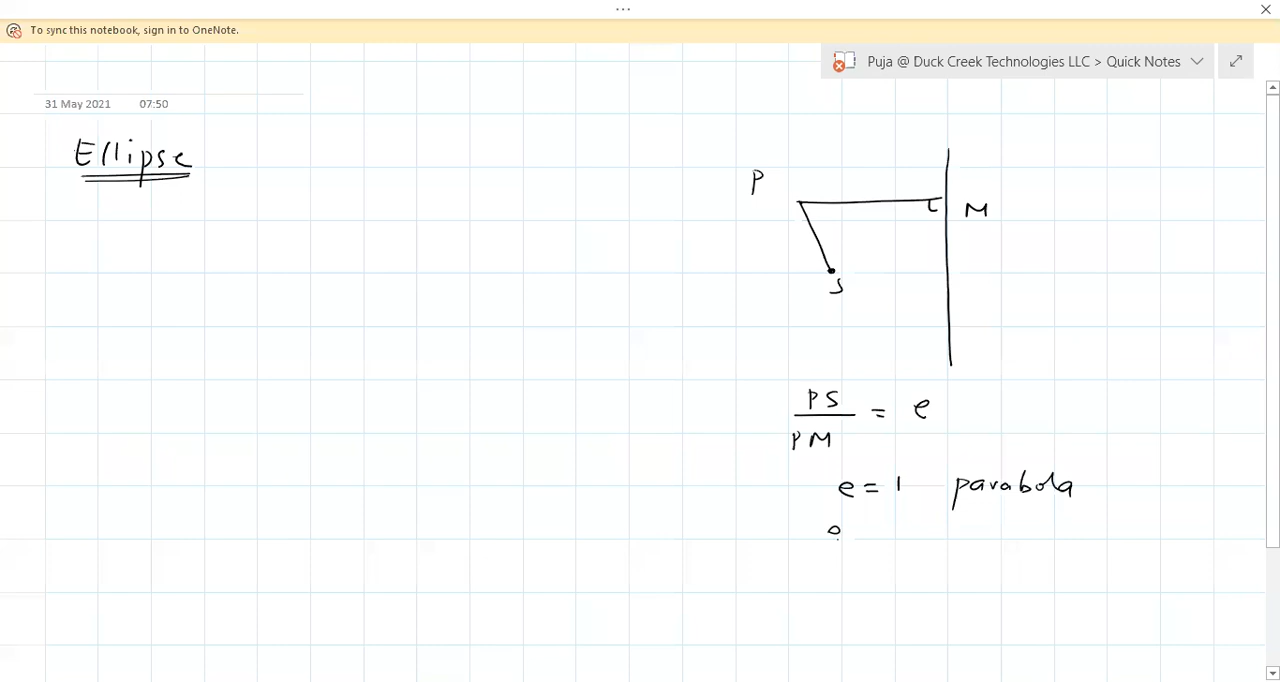 ...
To sync this notebook, sign in to OneNote.
Puja @ Duck Creek Technologies LLC > Quick Notes
31 May 2021 07:50
Ellipse
P
M
S
PS
= e
PM
e = 1 parabola